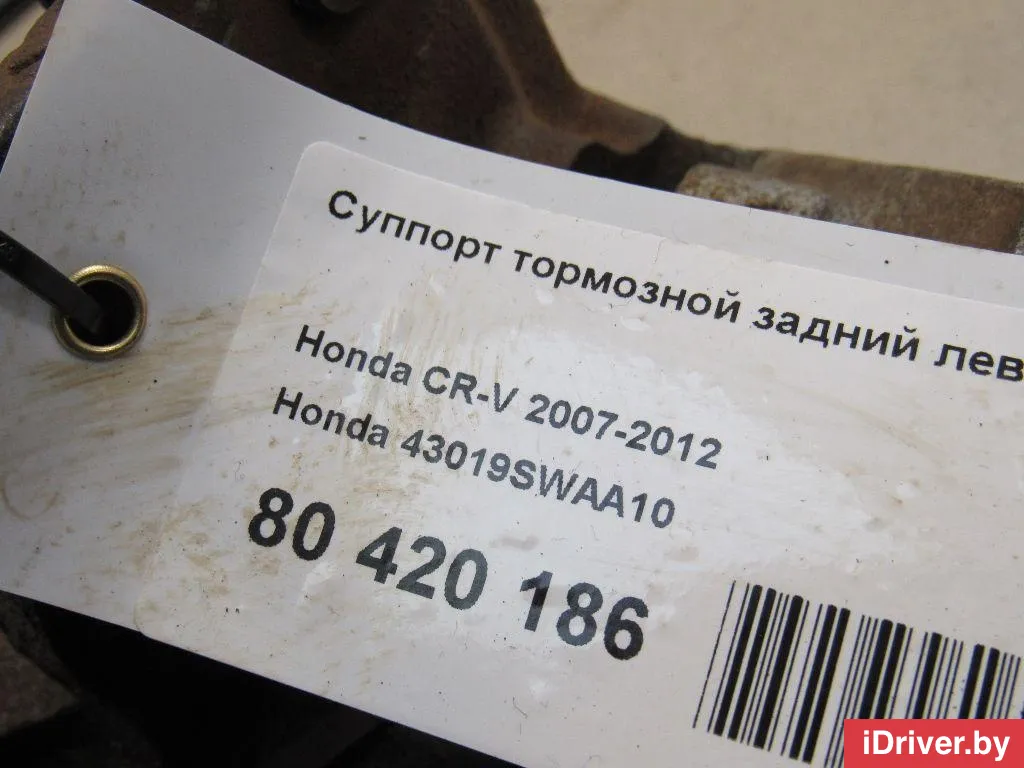 Суппорт тормозной задний лев
Honda CR-V 2007-2012
Honda 43019SWAA10
80 420 186
iDriver.by